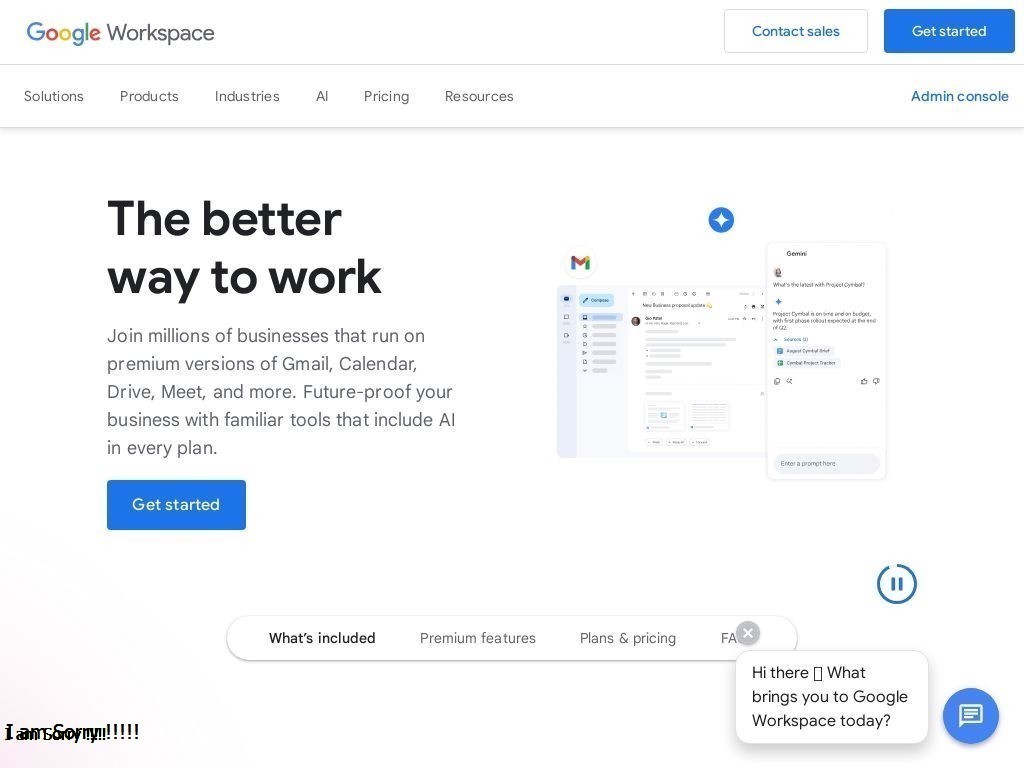 Google Workspace
Contact sales
Get started
Solutions
Products
Industries
AI
Pricing
Resources
Admin console
The better
way to work
Join millions of businesses that run on
premium versions of Gmail, Calendar,
Drive, Meet, and more. Future-proof your
business with familiar tools that include AI
in every plan.
Get started
Compose
New Business proposal update
Gio Patel
Gemini
What's the latest with Project Cymbal?
Project Cymbal is on time and on budget,
with first phase rollout expected at the end
of Q2.
Sources (2)
August Cymbal Brief
Cymbal Project Tracker
Enter a prompt here
What's included
Premium features
Plans & pricing
FA
Hi there What
brings you to Google
Workspace today?
I am Sorry!!!!!
I am Sorry!!!!!